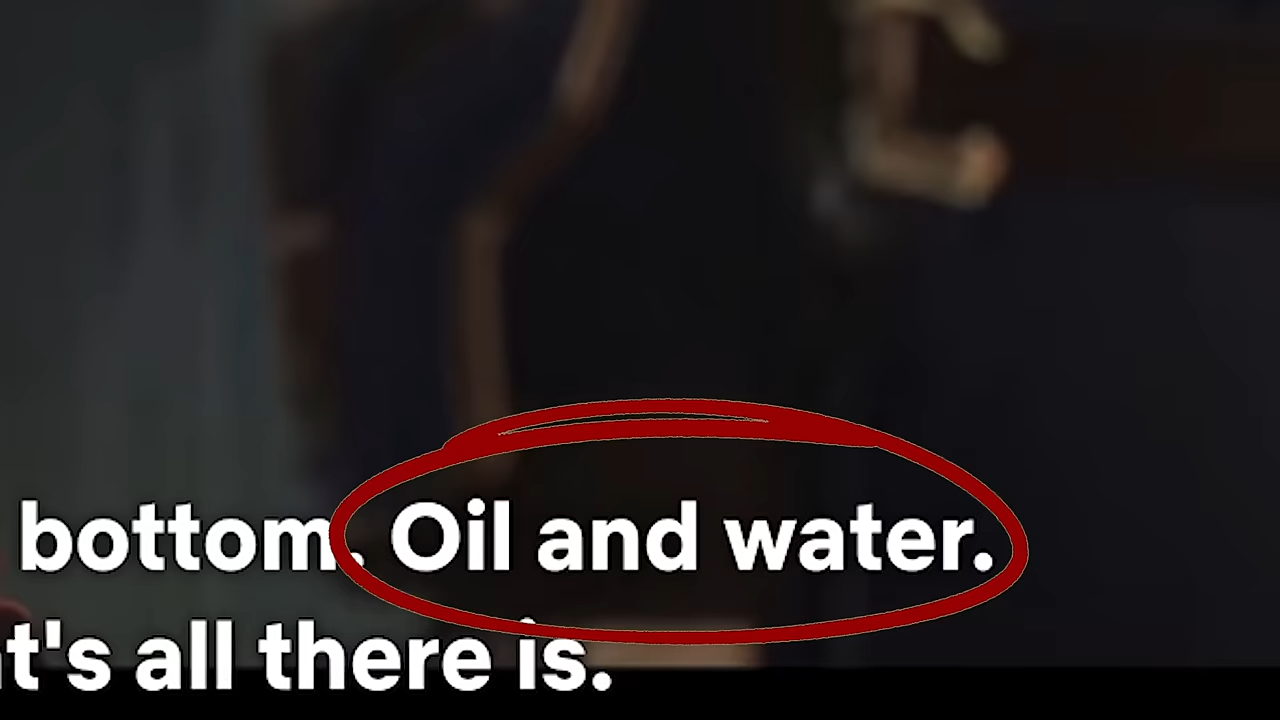 bottom. Oil and water.
t's all there is.